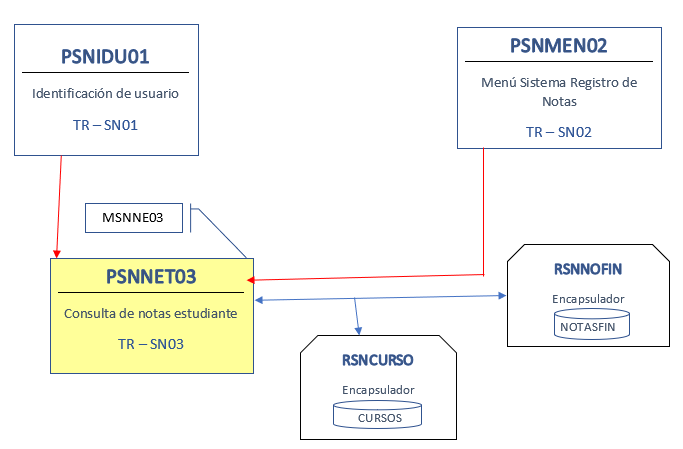 PSNIDU01
Identificación de usuario
TR – SN01
PSNMEN02
Menú Sistema Registro de
Notas
TR – SN02
MSNNE03
PSNNET03
Consulta de notas estudiante
TR – SN03
RSNNOFIN
Encapsulador
NOTASFIN
RSNCURSO
Encapsulador
CURSOS